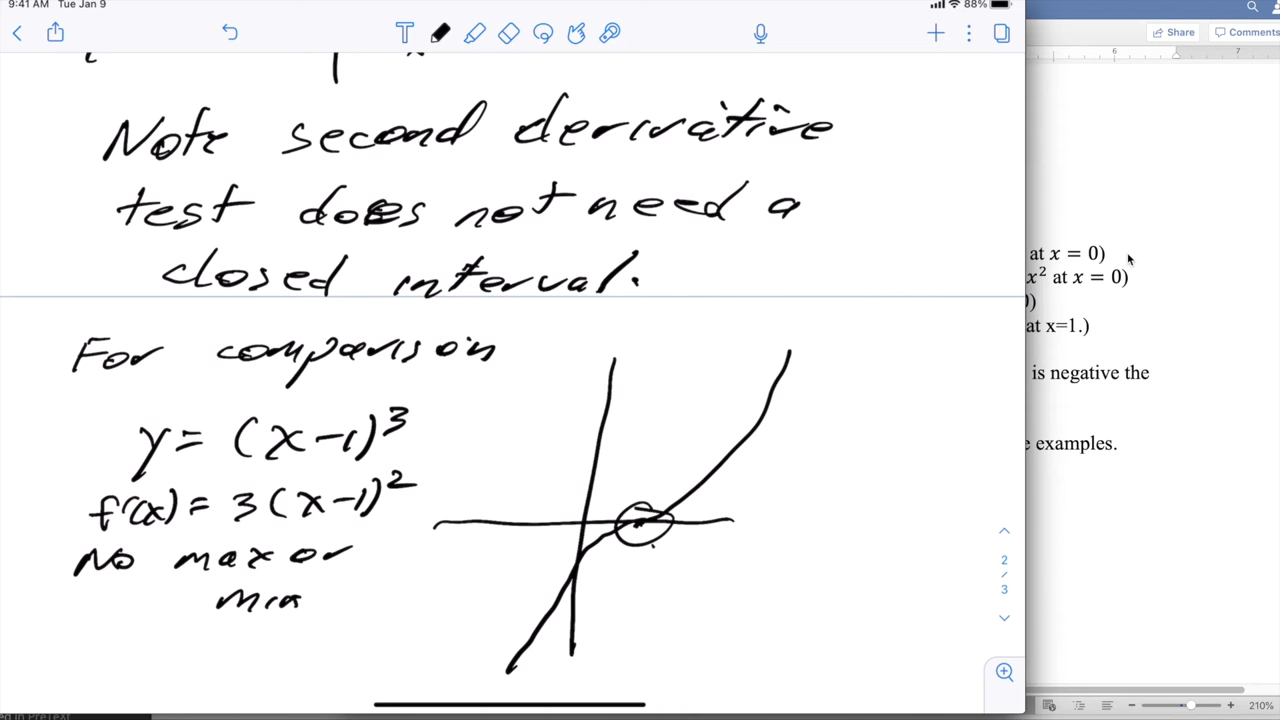 9:41 AM Tue Jan 9
88%
Note second derivative
test does not need a
closed interval.
For comparison
y = (x-1)³
f'(x) = 3(x-1)²
No max or
min
2
3
Share
Comments
6
7
at x = 0)
x² at x = 0)
)
at x=1.)
is negative the
e examples.
210%